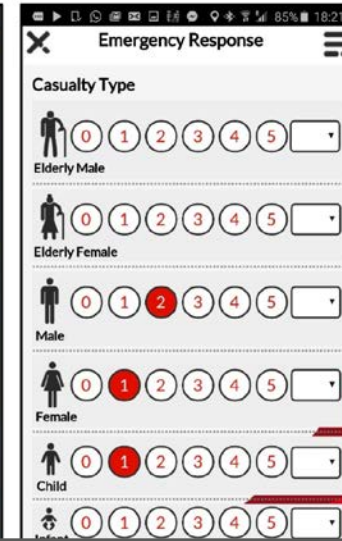 85% 18:21
Emergency Response
Casualty Type
0 1 2 3 4 5
Elderly Male
0 1 2 3 4 5
Elderly Female
0 1 2 3 4 5
Male
0 1 2 3 4 5
Female
0 1 2 3 4 5
Child
0 1 2 3 4 5